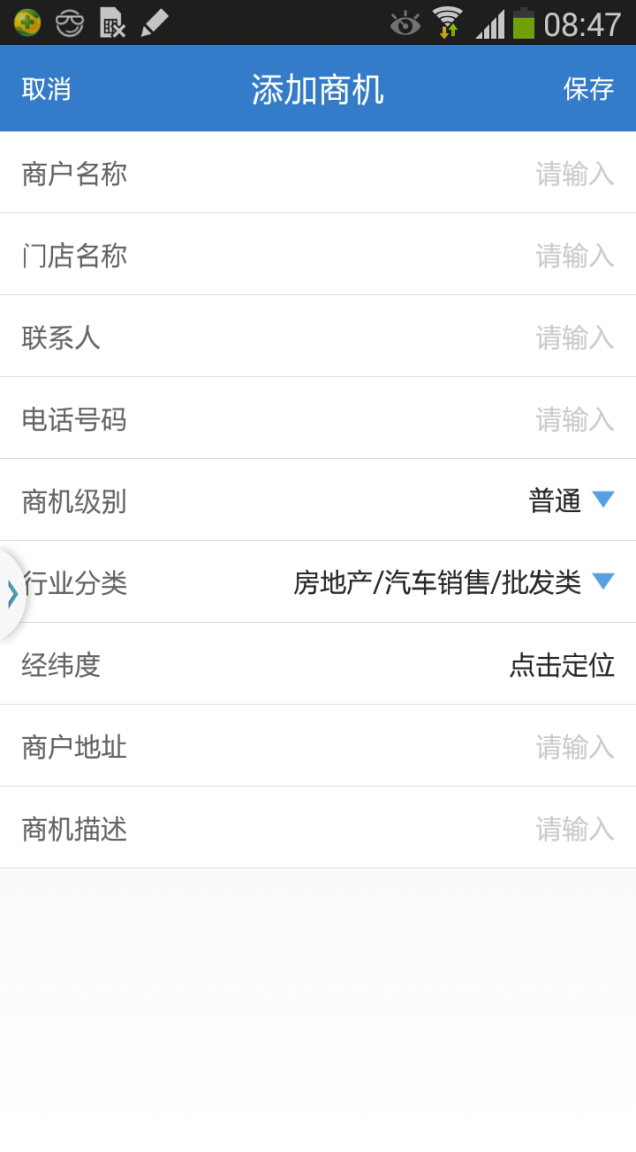 08:47
取消 添加商机 保存
商户名称 请输入
门店名称 请输入
联系人 请输入
电话号码 请输入
商机级别 普通
行业分类 房地产/汽车销售/批发类
经纬度 点击定位
商户地址 请输入
商机描述 请输入